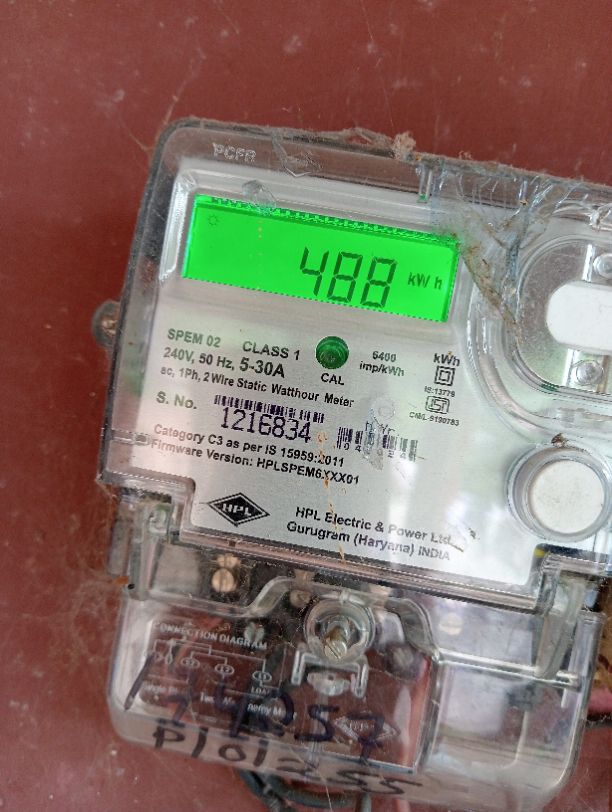 PCFR
488 kWh
SPEM 02 CLASS 1 6400 kWh
240V, 50 Hz, 5-30A imp/kWh
CAL
IS:13779
ac, 1Ph, 2 Wire Static Watthour Meter
S. No.
1216834
CM/L-9190783
Category C3 as per IS 15959:2011
Firmware Version: HPLSPEM6XXX01
HPL
HPL Electric & Power Ltd.
Gurugram (Haryana) INDIA
CONNECTION DIAGRAM